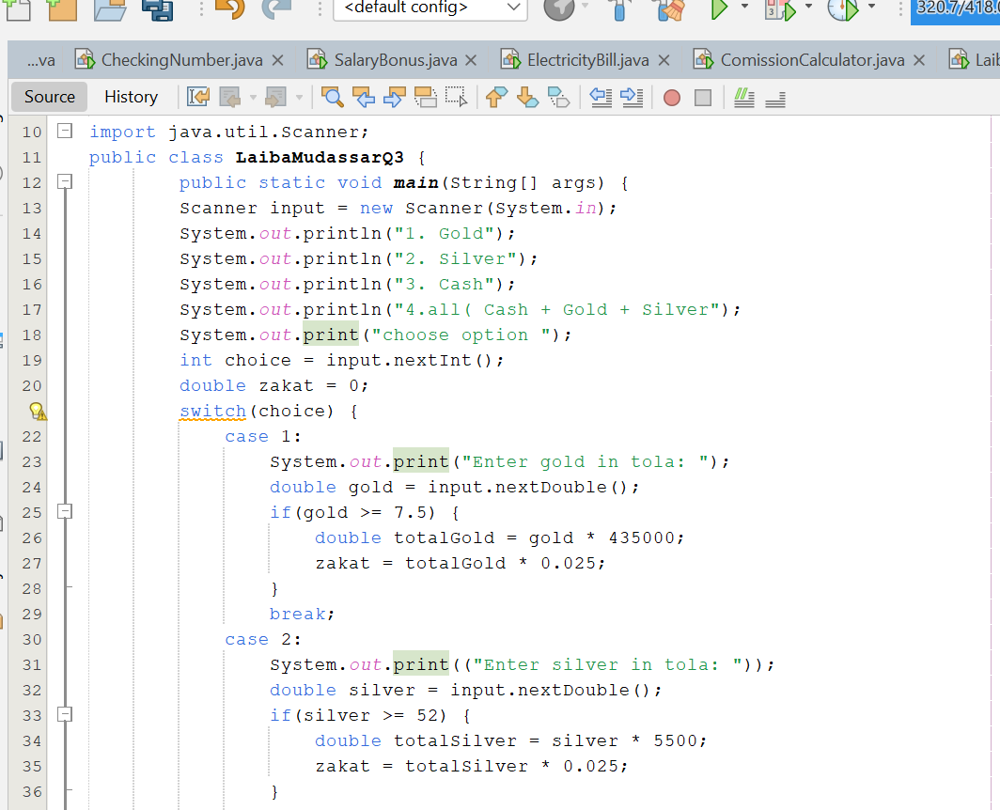 <default config>
320.7/418.0
...va CheckingNumber.java × SalaryBonus.java × ElectricityBill.java × ComissionCalculator.java × Laib
Source History
10 import java.util.Scanner;
11 public class LaibaMudassarQ3 {
12 public static void main(String[] args) {
13 Scanner input = new Scanner(System.in);
14 System.out.println("1. Gold");
15 System.out.println("2. Silver");
16 System.out.println("3. Cash");
17 System.out.println("4.all( Cash + Gold + Silver");
18 System.out.print("choose option ");
19 int choice = input.nextInt();
20 double zakat = 0;
switch(choice) {
22 case 1:
23 System.out.print("Enter gold in tola: ");
24 double gold = input.nextDouble();
25 if(gold >= 7.5) {
26 double totalGold = gold * 435000;
27 zakat = totalGold * 0.025;
28 }
29 break;
30 case 2:
31 System.out.print(("Enter silver in tola: "));
32 double silver = input.nextDouble();
33 if(silver >= 52) {
34 double totalSilver = silver * 5500;
35 zakat = totalSilver * 0.025;
36 }